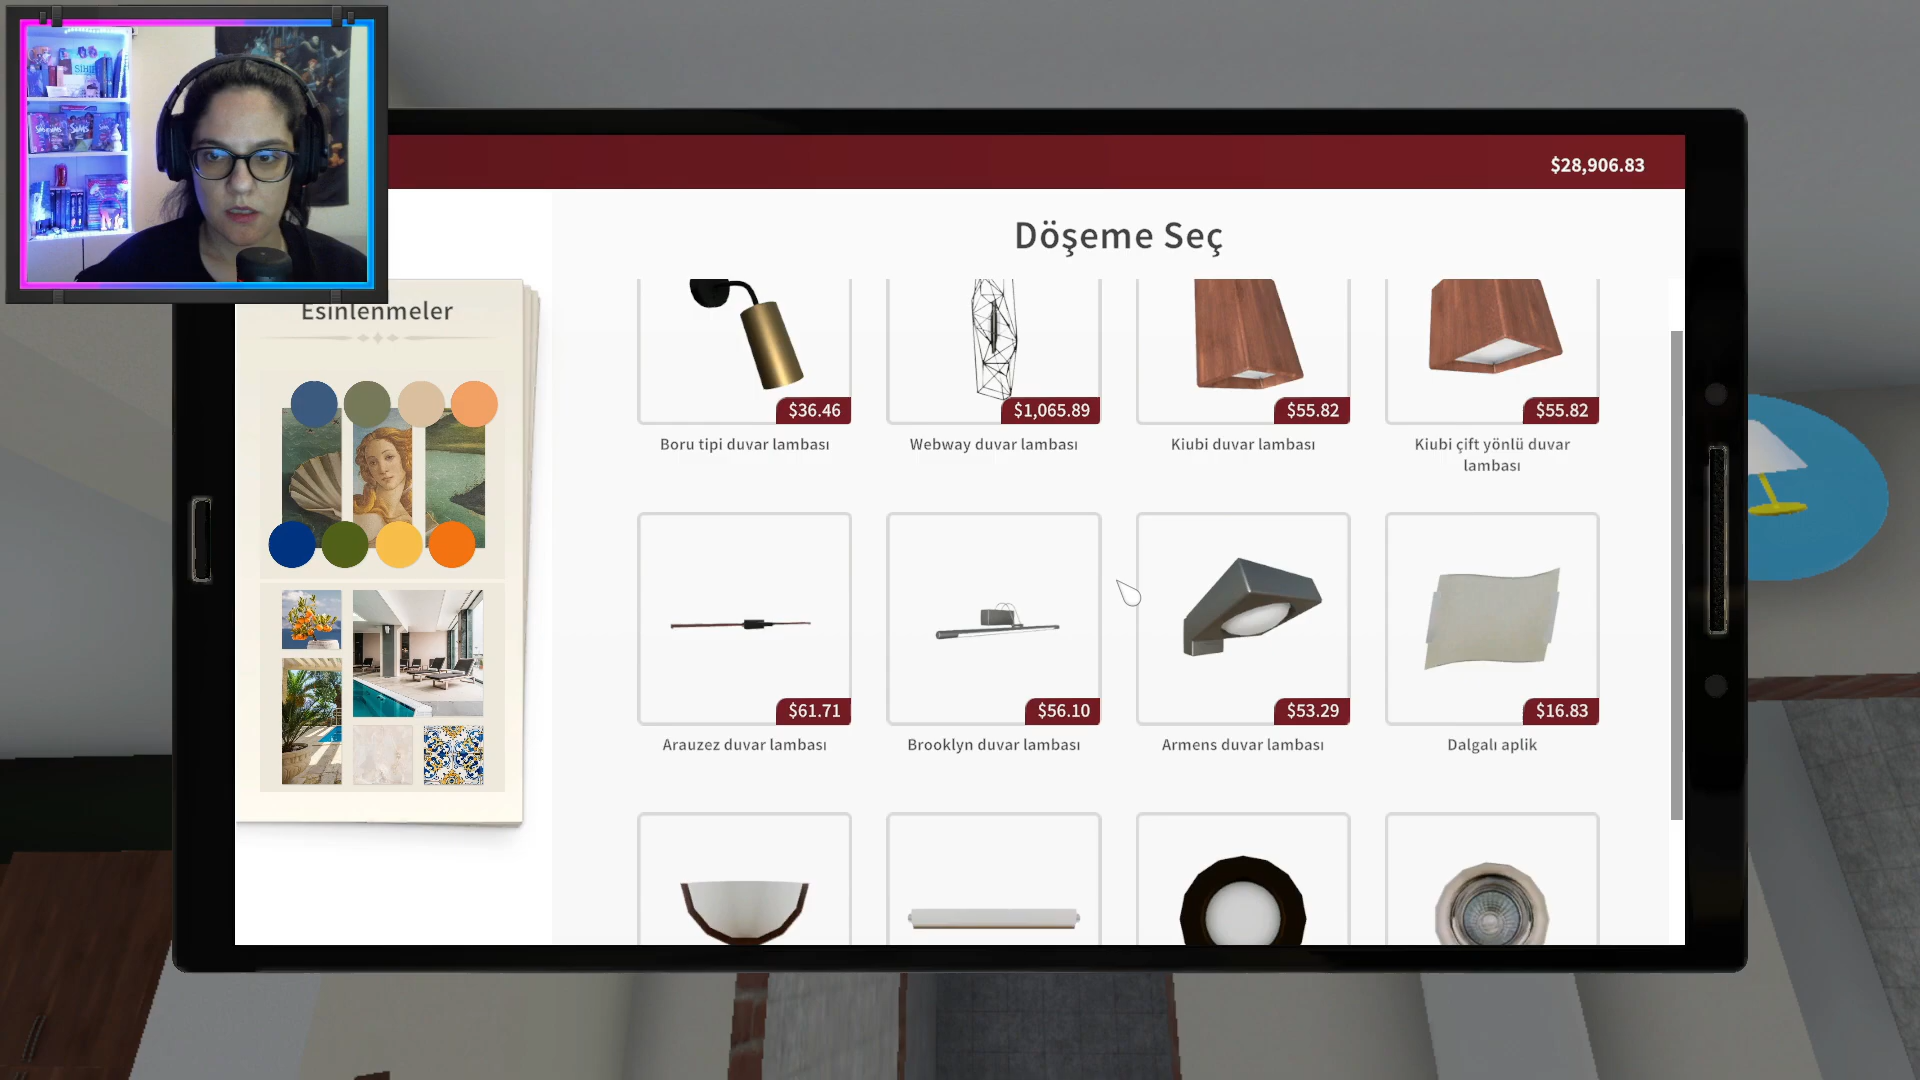 $28,906.83
Döşeme Seç
Esinlenmeler
$36.46
$1,065.89
$55.82
$55.82
Boru tipi duvar lambası
Webway duvar lambası
Kiubi duvar lambası
Kiubi çift yönlü duvar
lambası
$61.71
$56.10
$53.29
$16.83
Arauzez duvar lambası
Brooklyn duvar lambası
Armens duvar lambası
Dalgalı aplik